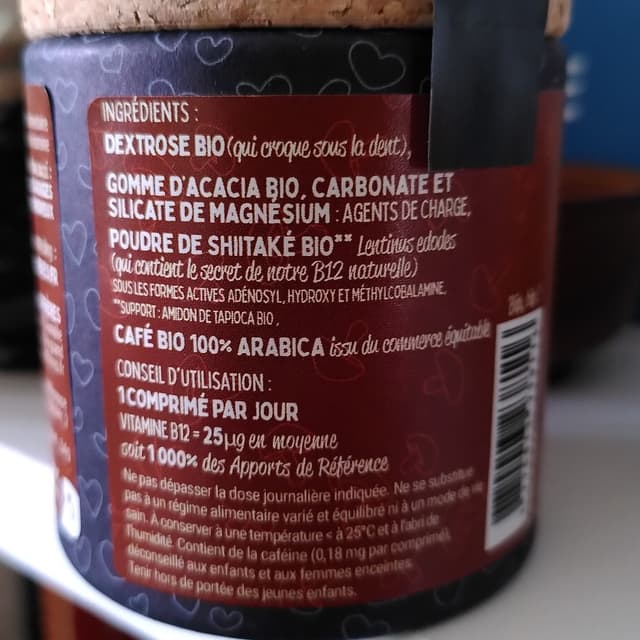 INGRÉDIENTS :
DEXTROSE BIO (qui croque sous la dent),
GOMME D'ACACIA BIO, CARBONATE ET
SILICATE DE MAGNÉSIUM : AGENTS DE CHARGE,
POUDRE DE SHIITAKÉ BIO** Lentinus edodes
(qui contient le secret de notre B12 naturelle)
SOUS LES FORMES ACTIVES ADÉNOSYL, HYDROXY ET MÉTHYLCOBALAMINE,
**SUPPORT : AMIDON DE TAPIOCA BIO,
CAFÉ BIO 100% ARABICA issu du commerce équitable
CONSEIL D'UTILISATION :
1 COMPRIMÉ PAR JOUR
VITAMINE B12 = 25µg en moyenne
soit 1000% des Apports de Référence
Ne pas dépasser la dose journalière indiquée. Ne se substitue
pas à un régime alimentaire varié et équilibré ni à un mode de vie
sain. À conserver à une température < à 25°C et à l'abri de
l'humidité. Contient de la caféine (0,18 mg par comprimé),
déconseillé aux enfants et aux femmes enceintes.
Tenir hors de portée des jeunes enfants.